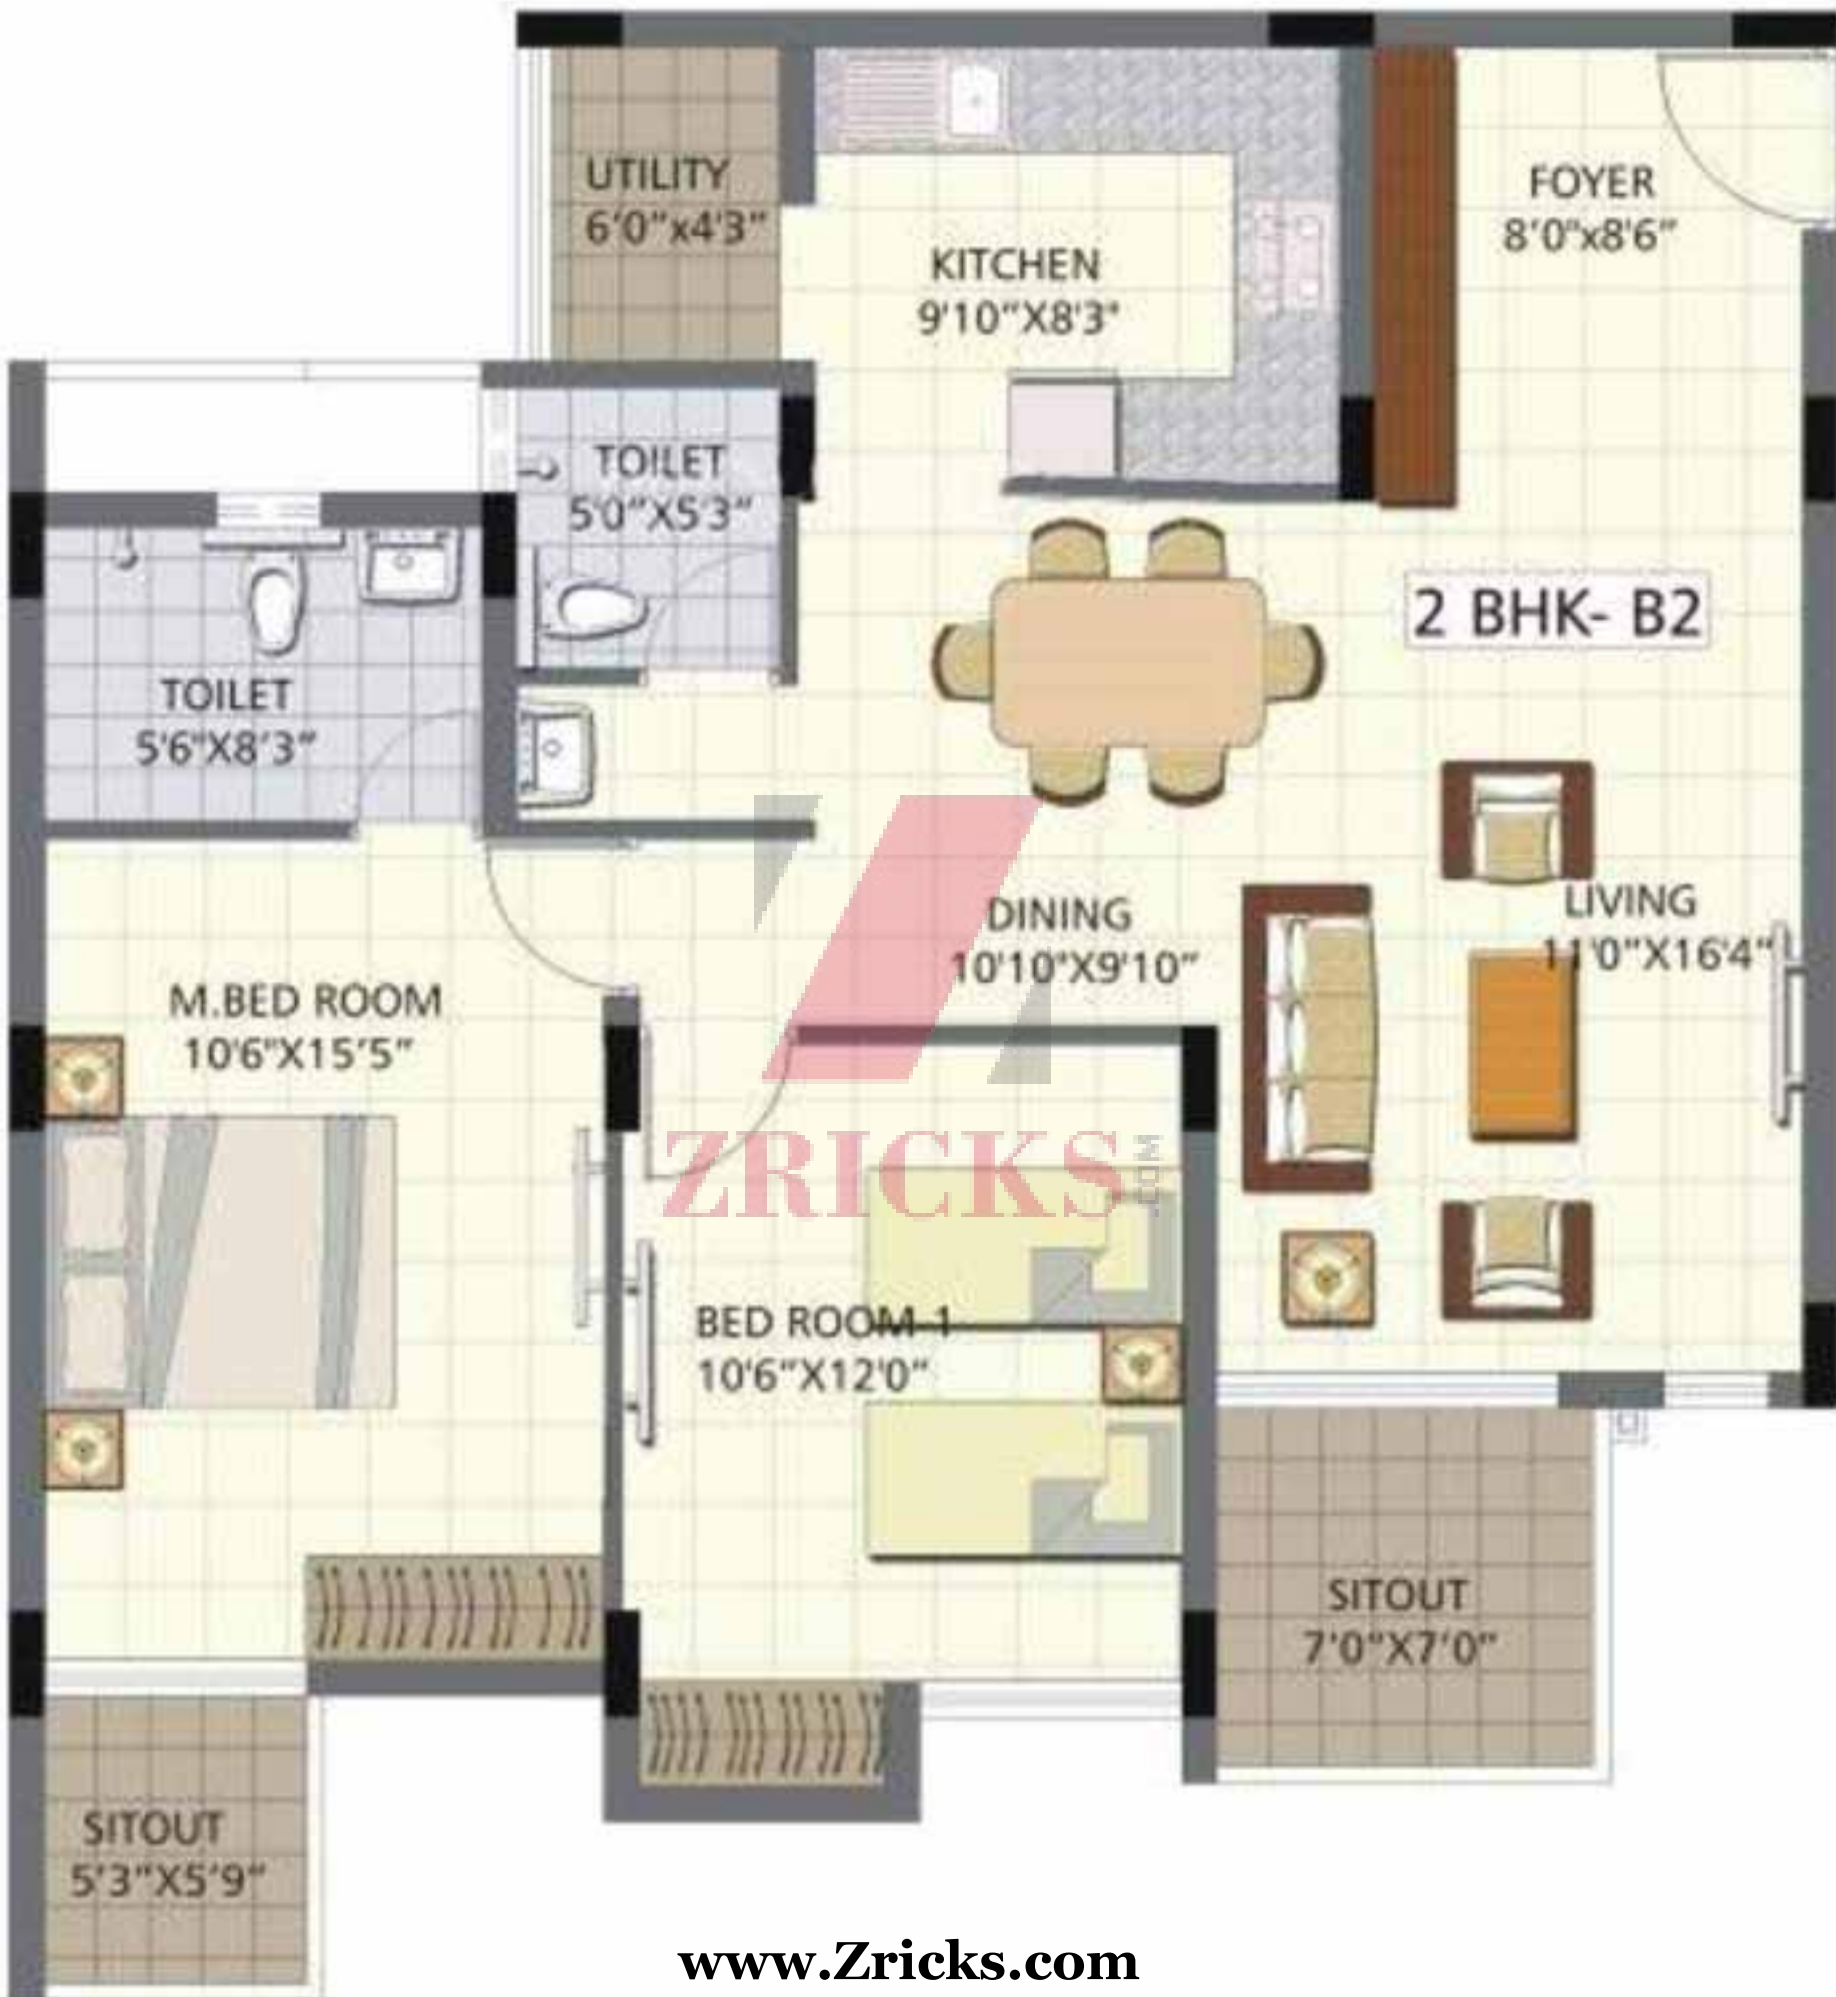 UTILITY
6'0"x4'3"
KITCHEN
9'10"X8'3"
FOYER
8'0"x8'6"
TOILET
5'0"X5'3"
2 BHK- B2
TOILET
5'6"X8'3"
DINING
10'10"X9'10"
LIVING
11'0"X16'4"
M.BED ROOM
10'6"X15'5"
ZRICKS
.COM
BED ROOM-1
10'6"X12'0"
SITOUT
7'0"X7'0"
SITOUT
5'3"X5'9"
www.Zricks.com